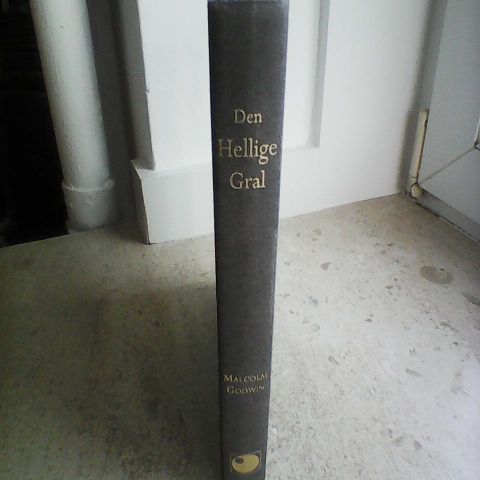 Den
Hellige
Gral
MALCOLM
GODWIN